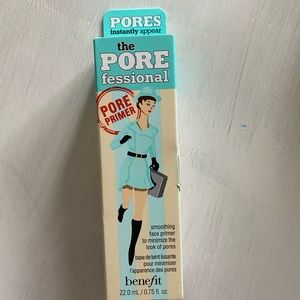 PORES
instantly appear
the
PORE
fessional
PORE
PRIMER
smoothing
face primer
to minimize the
look of pores
base de teint lissante
pour minimiser
l'apparence des pores
benefit
22.0 mL / 0.75 fl. oz.